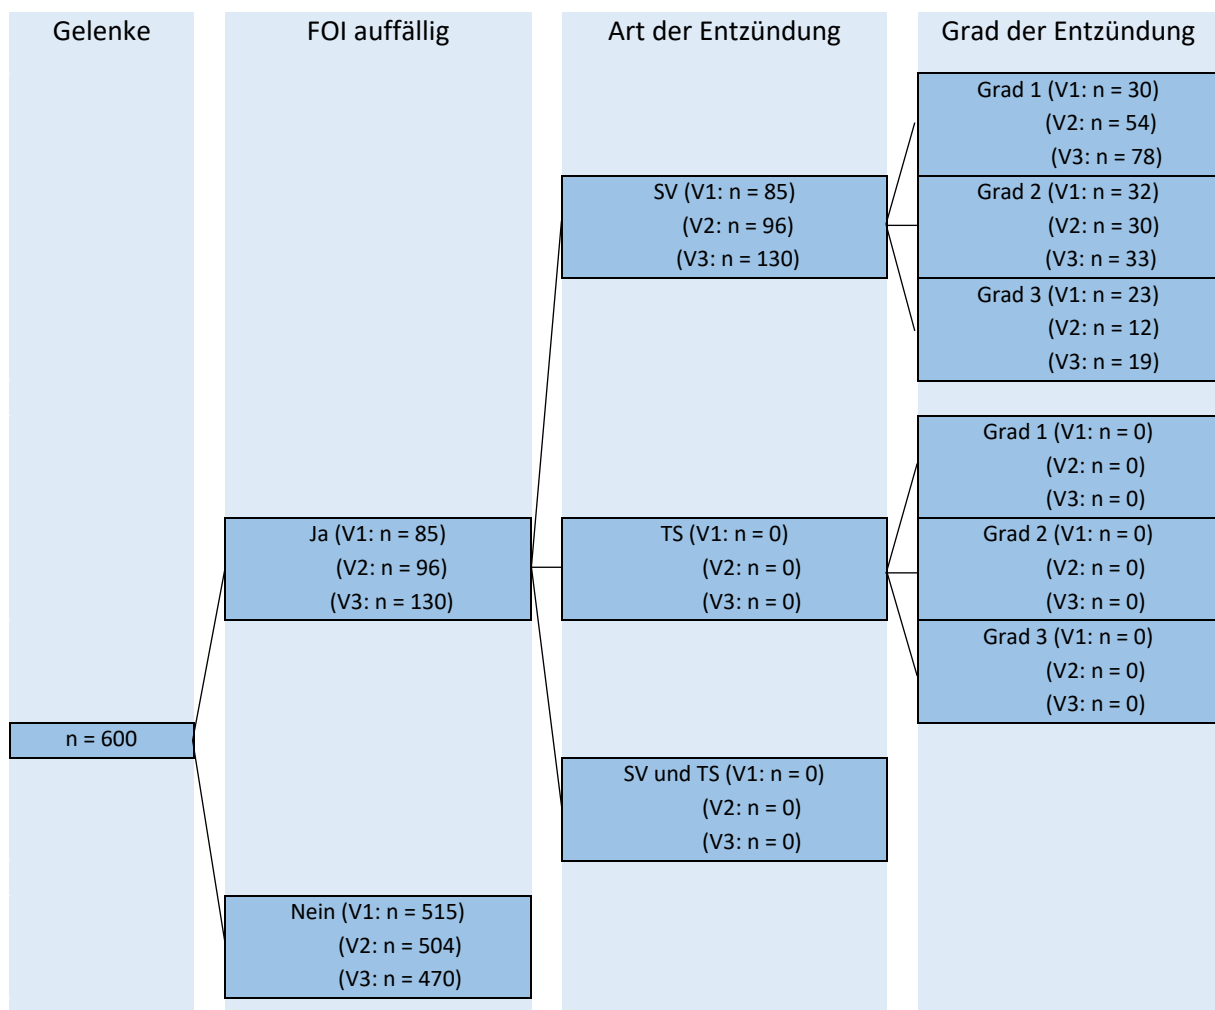 Gelenke
FOI auffällig
Art der Entzündung
Grad der Entzündung
n = 600
Ja (V1: n = 85)
(V2: n = 96)
(V3: n = 130)
Nein (V1: n = 515)
(V2: n = 504)
(V3: n = 470)
SV (V1: n = 85)
(V2: n = 96)
(V3: n = 130)
TS (V1: n = 0)
(V2: n = 0)
(V3: n = 0)
SV und TS (V1: n = 0)
(V2: n = 0)
(V3: n = 0)
Grad 1 (V1: n = 30)
(V2: n = 54)
(V3: n = 78)
Grad 2 (V1: n = 32)
(V2: n = 30)
(V3: n = 33)
Grad 3 (V1: n = 23)
(V2: n = 12)
(V3: n = 19)
Grad 1 (V1: n = 0)
(V2: n = 0)
(V3: n = 0)
Grad 2 (V1: n = 0)
(V2: n = 0)
(V3: n = 0)
Grad 3 (V1: n = 0)
(V2: n = 0)
(V3: n = 0)